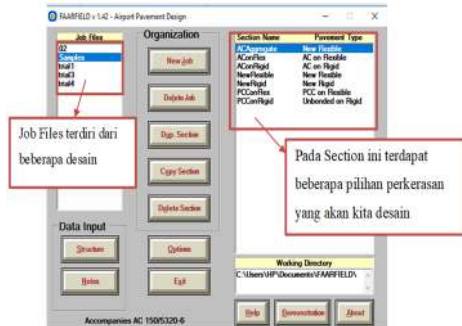 FAARFIELD v 1.42 - Airport Pavement Design
Job Files
02
Samples
trial1
trial3
trial4
Organization
New Job
Delete Job
Dup. Section
Copy Section
Delete Section
Section Name Pavement Type
ACAggregate New Flexible
AConFlex AC on Flexible
AConRigid AC on Rigid
NewFlexible New Flexible
NewRigid New Rigid
PCConFlex PCC on Flexible
PCConRigid Unbonded on Rigid
Job Files terdiri dari
beberapa desain
Pada Section ini terdapat
beberapa pilihan perkerasan
yang akan kita desain
Data Input
Structure
Notes
Options
Exit
Working Directory
C:\Users\HP\Documents\FAARFIELD\
Help
Demonstration
About
Accompanies AC 150/5320-6